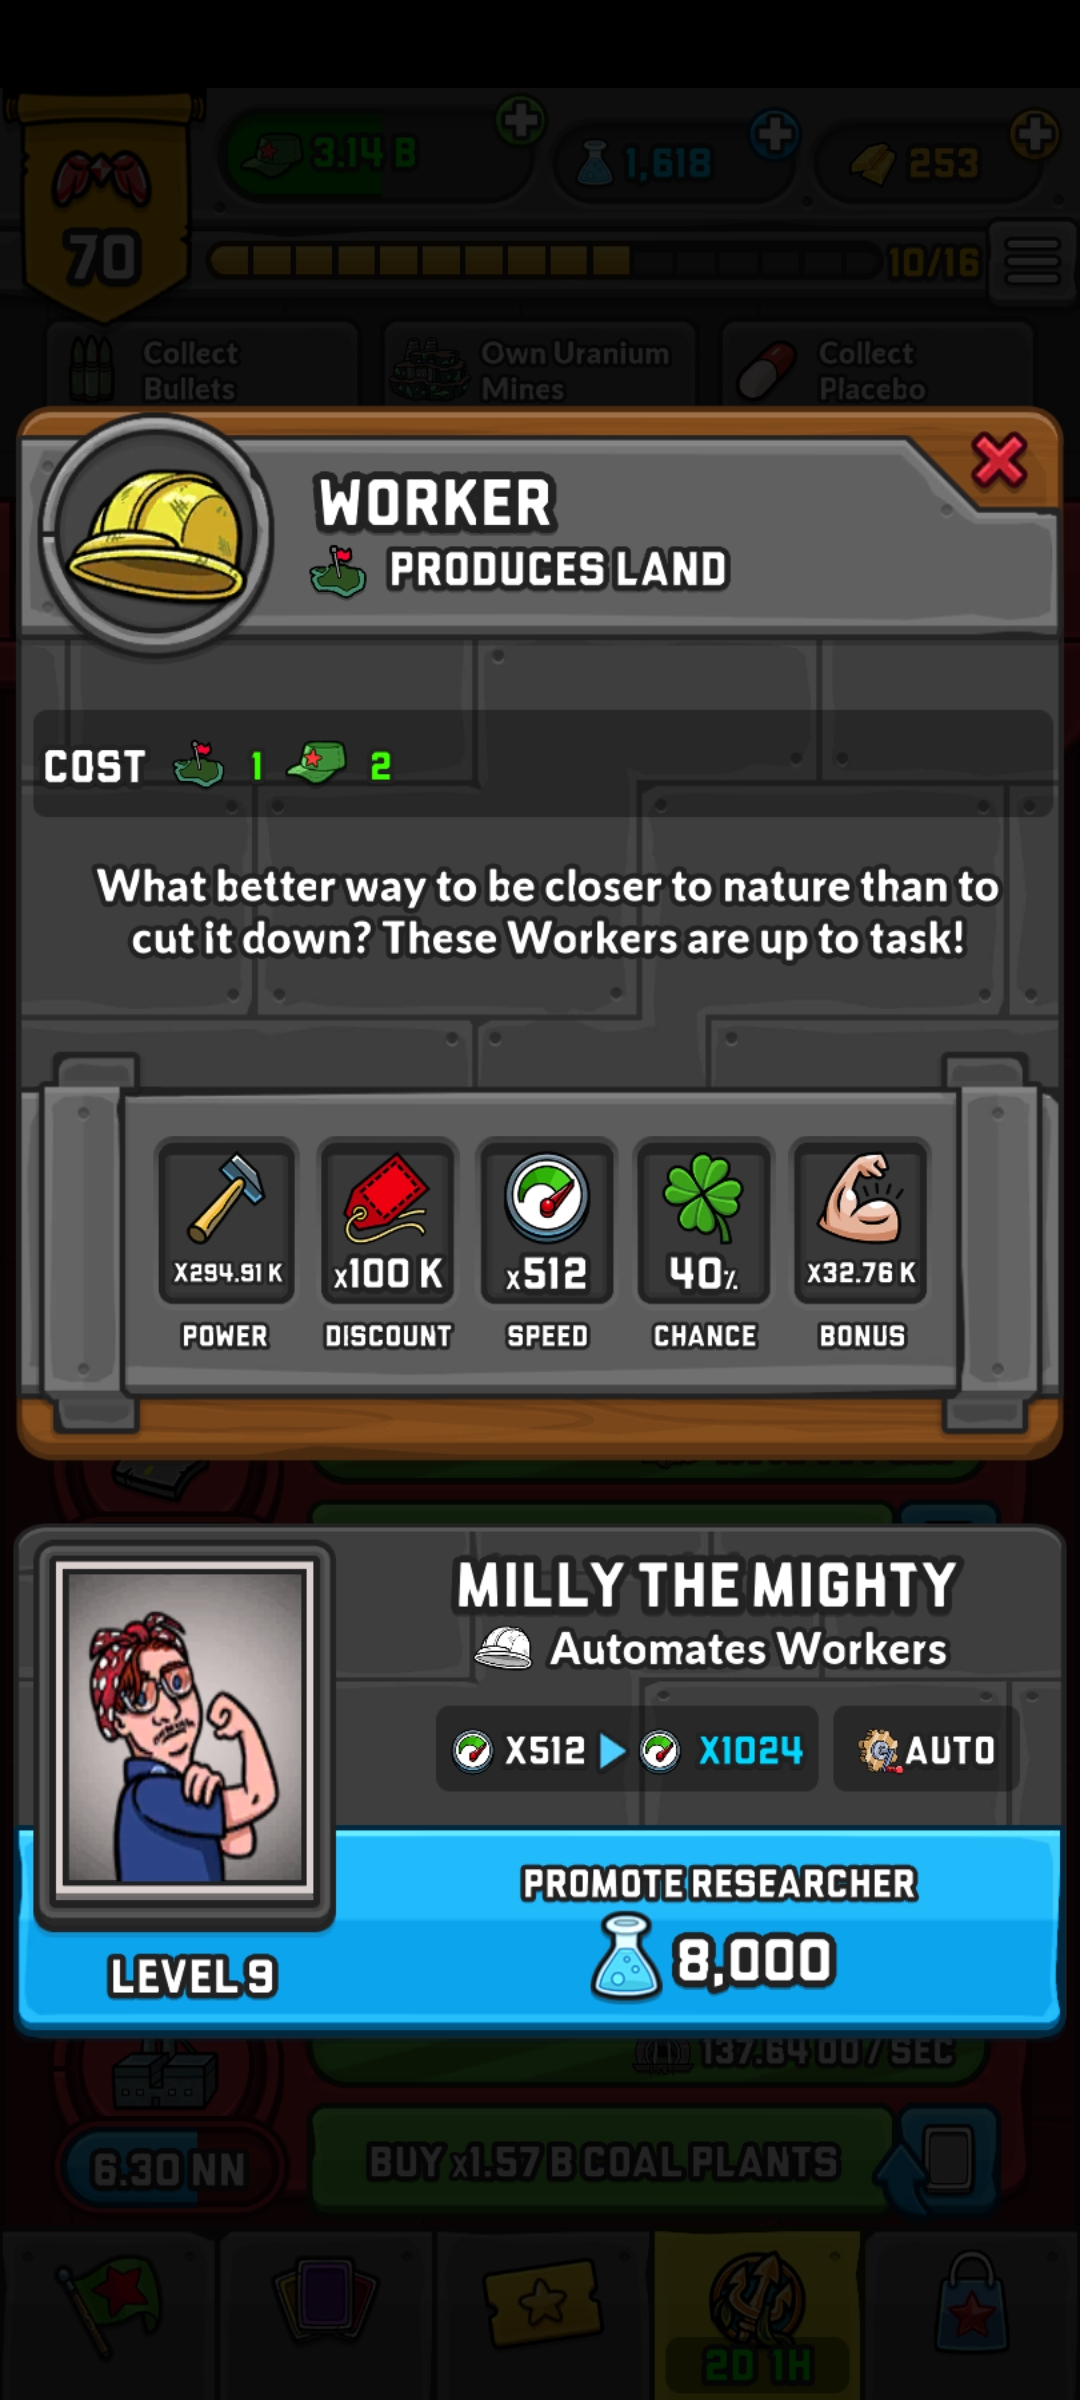 3.14 B
1,618
253
70
10/16
Collect
Bullets
Own Uranium
Mines
Collect
Placebo
WORKER
PRODUCES LAND
COST 1 2
What better way to be closer to nature than to
cut it down? These Workers are up to task!
X294.91 K
x100 K
x512
40%
X32.76 K
POWER
DISCOUNT
SPEED
CHANCE
BONUS
MILLY THE MIGHTY
Automates Workers
X512
X1024
AUTO
PROMOTE RESEARCHER
8,000
LEVEL 9
137.64 OO / SEC
6.30 NN
BUY x1.57 B COAL PLANTS
2D 1H